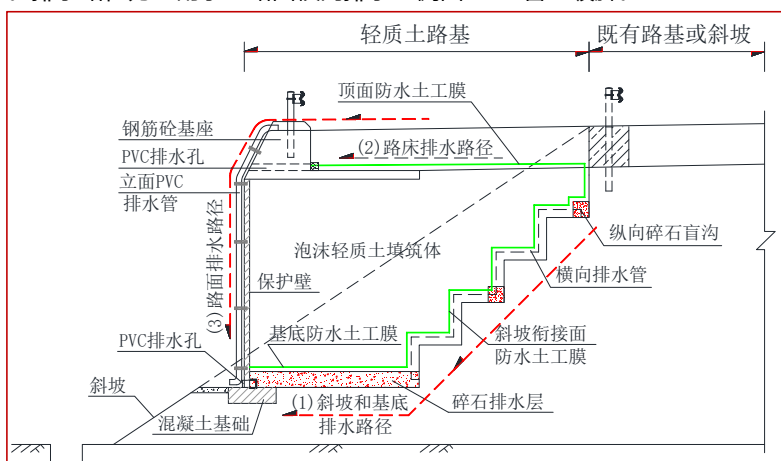 轻质土路基
既有路基或斜坡
顶面防水土工膜
钢筋砼基座
(2)路床排水路径
PVC排水孔
立面PVC
排水管
(3)路面排水路径
泡沫轻质土填筑体
保护壁
纵向碎石盲沟
横向排水管
PVC排水孔
基底防水土工膜
斜坡衔接面
防水土工膜
斜坡
(1)斜坡和基底
排水路径
碎石排水层
混凝土基础